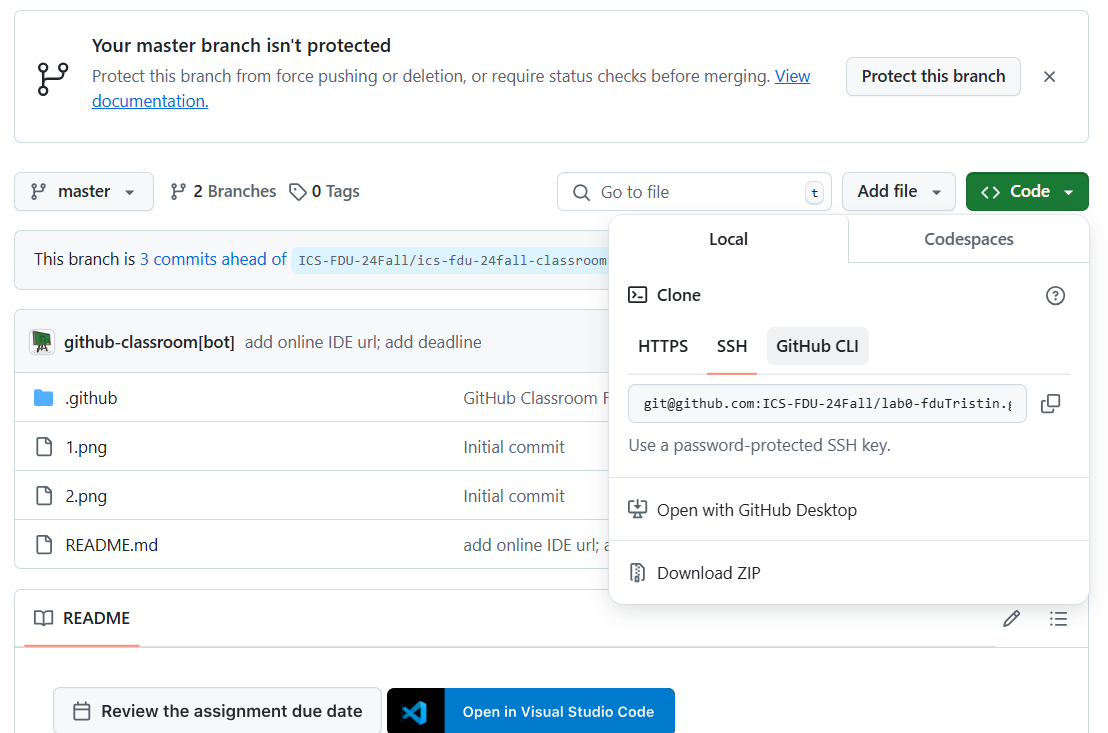 Your master branch isn't protected
Protect this branch from force pushing or deletion, or require status checks before merging. View
documentation.
Protect this branch
master
2 Branches
0 Tags
Go to file
t
Add file
Code
Local
Codespaces
This branch is 3 commits ahead of ICS-FDU-24Fall/ics-fdu-24fall-classroom
Clone
github-classroom[bot] add online IDE url; add deadline
HTTPS
SSH
GitHub CLI
.github
GitHub Classroom F
git@github.com:ICS-FDU-24Fall/lab0-fduTristin.g
1.png
Initial commit
Use a password-protected SSH key.
2.png
Initial commit
Open with GitHub Desktop
README.md
add online IDE url; a
Download ZIP
README
Review the assignment due date
Open in Visual Studio Code